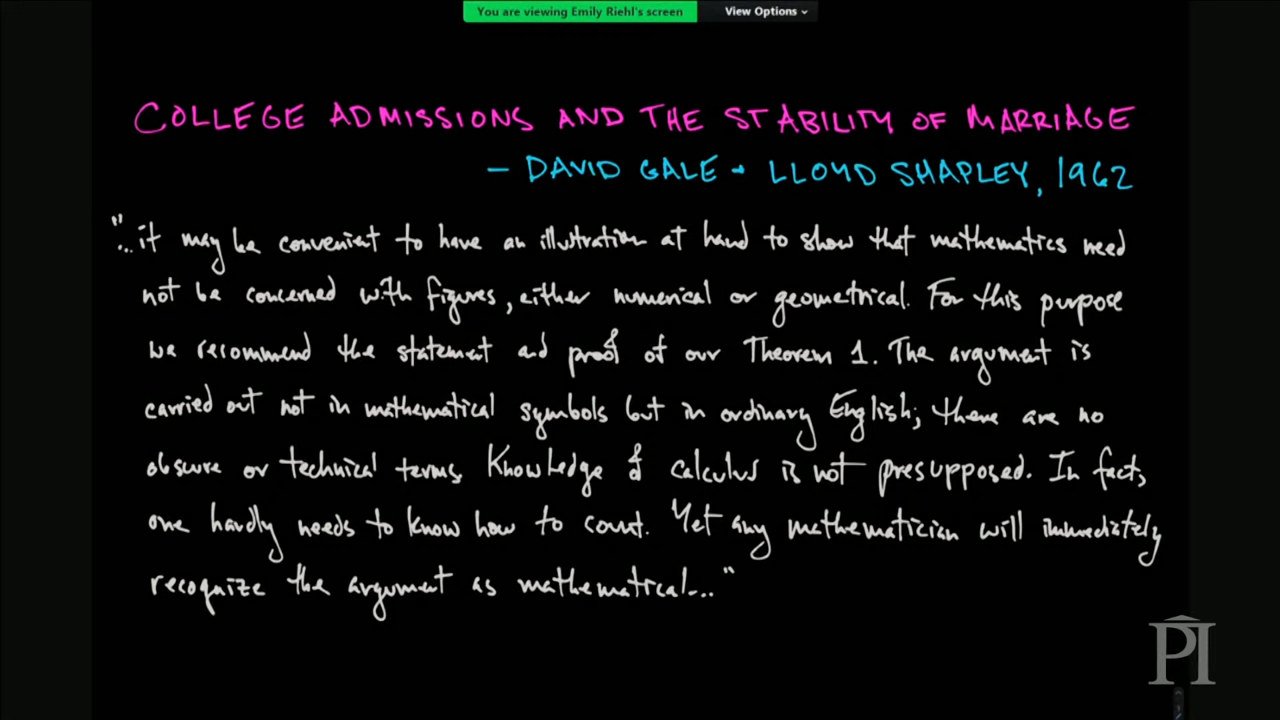 You are viewing Emily Riehl's screen View Options
COLLEGE ADMISSIONS AND THE STABILITY OF MARRIAGE
– DAVID GALE + LLOYD SHAPLEY, 1962
"...it may be convenient to have an illustration at hand to show that mathematics need
not be concerned with figures, either numerical or geometrical. For this purpose
we recommend the statement and proof of our Theorem 1. The argument is
carried out not in mathematical symbols but in ordinary English; there are no
obscure or technical terms. Knowledge of calculus is not presupposed. In fact,
one hardly needs to know how to count. Yet any mathematician will immediately
recognize the argument as mathematical..."
PI